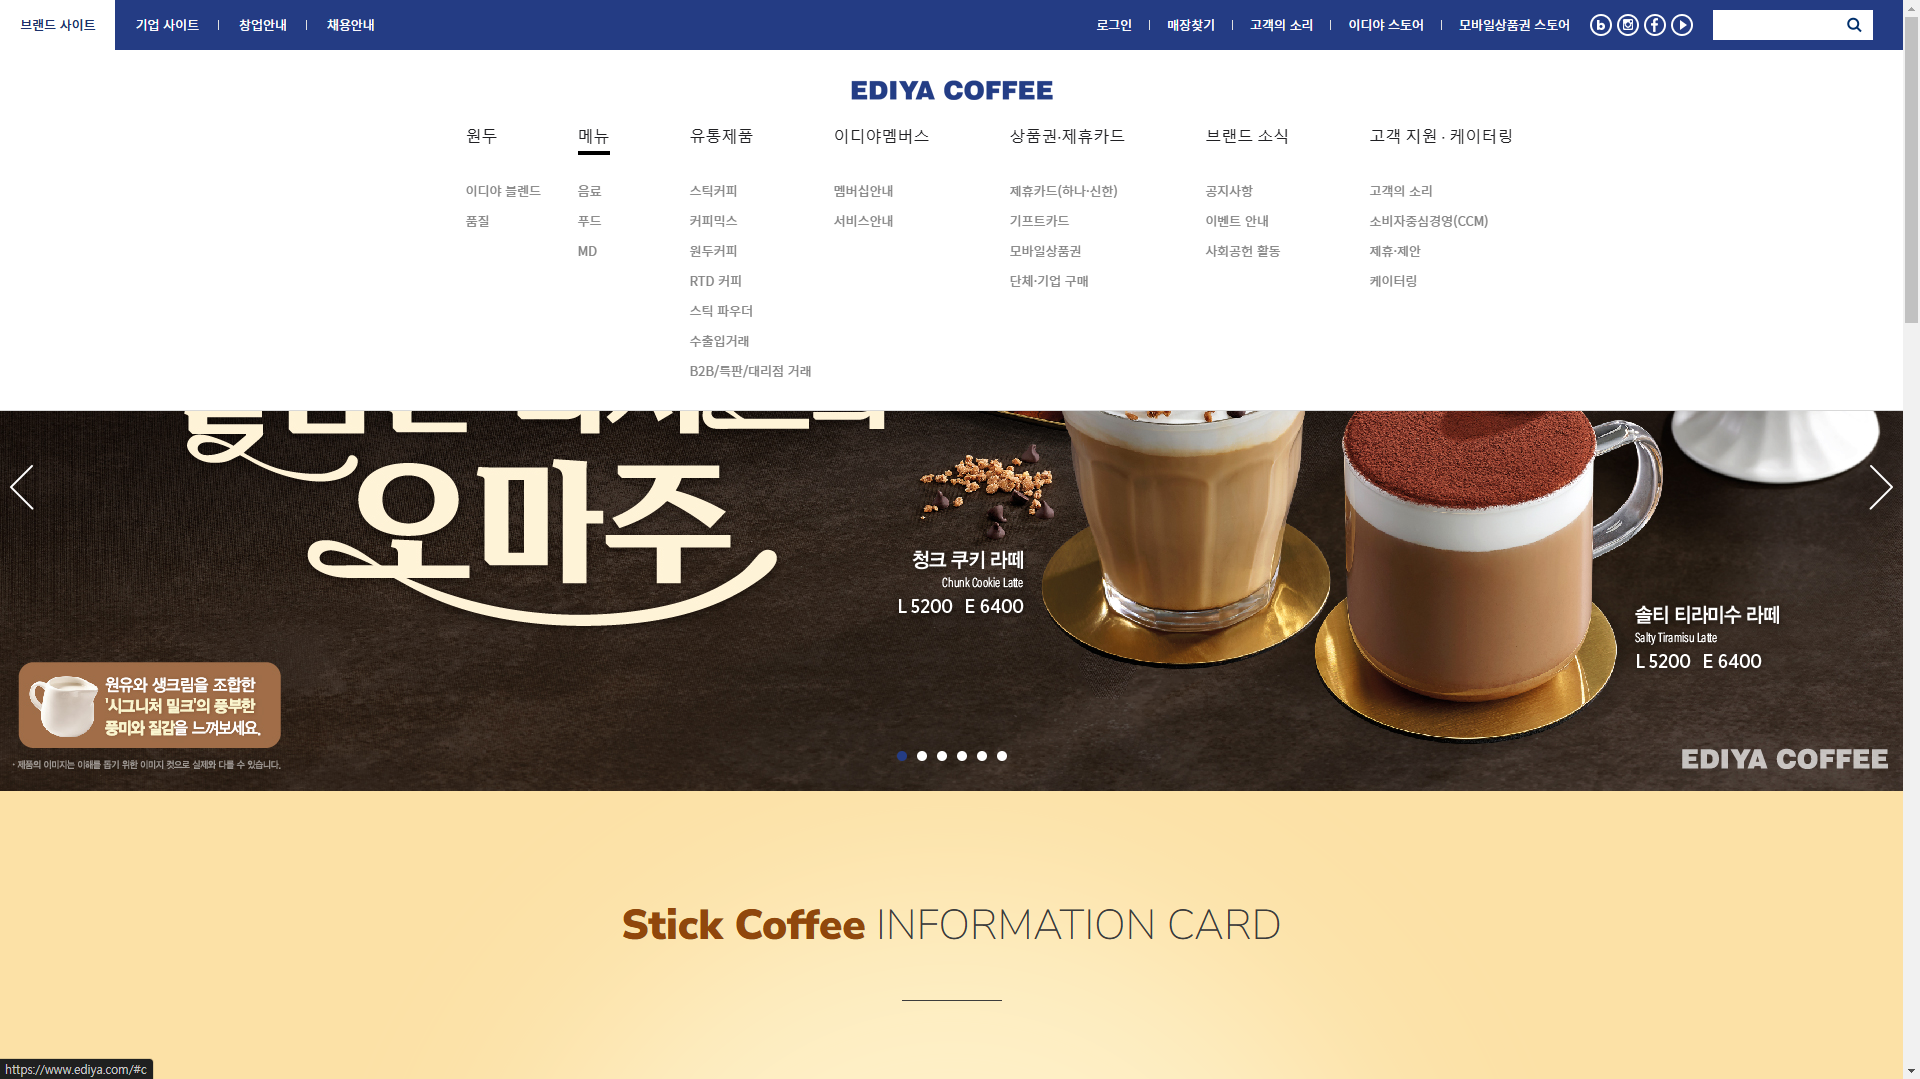 브랜드 사이트 기업 사이트 창업안내 채용안내 로그인 매장찾기 고객의 소리 이디야 스토어 모바일상품권 스토어
EDIYA COFFEE
원두 메뉴 유통제품 이디야멤버스 상품권·제휴카드 브랜드 소식 고객 지원 · 케이터링
이디야 블렌드 음료 스틱커피 멤버십안내 제휴카드(하나·신한) 공지사항 고객의 소리
품질 푸드 커피믹스 서비스안내 기프트카드 이벤트 안내 소비자중심경영(CCM)
MD 원두커피 모바일상품권 사회공헌 활동 제휴·제안
RTD 커피 단체·기업 구매 케이터링
스틱 파우더
수출입거래
B2B/특판/대리점 거래
오마주
청크 쿠키 라떼
Chunk Cookie Latte
L 5200 E 6400
솔티 티라미수 라떼
Salty Tiramisu Latte
L 5200 E 6400
원유와 생크림을 조합한
'시그니처 밀크'의 풍부한
풍미와 질감을 느껴보세요.
· 제품의 이미지는 이해를 돕기 위한 이미지 컷으로 실제와 다를 수 있습니다.
EDIYA COFFEE
Stick Coffee INFORMATION CARD
https://www.ediya.com/#c